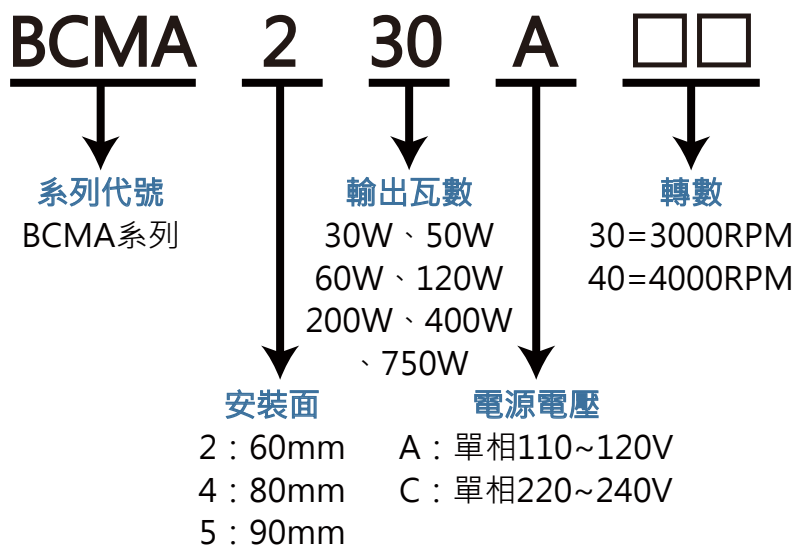 BCMA 2 30 A □□
系列代號
BCMA系列
輸出瓦數
30W、50W
60W、120W
200W、400W
、750W
轉數
30=3000RPM
40=4000RPM
安裝面
2：60mm
4：80mm
5：90mm
電源電壓
A：單相110~120V
C：單相220~240V